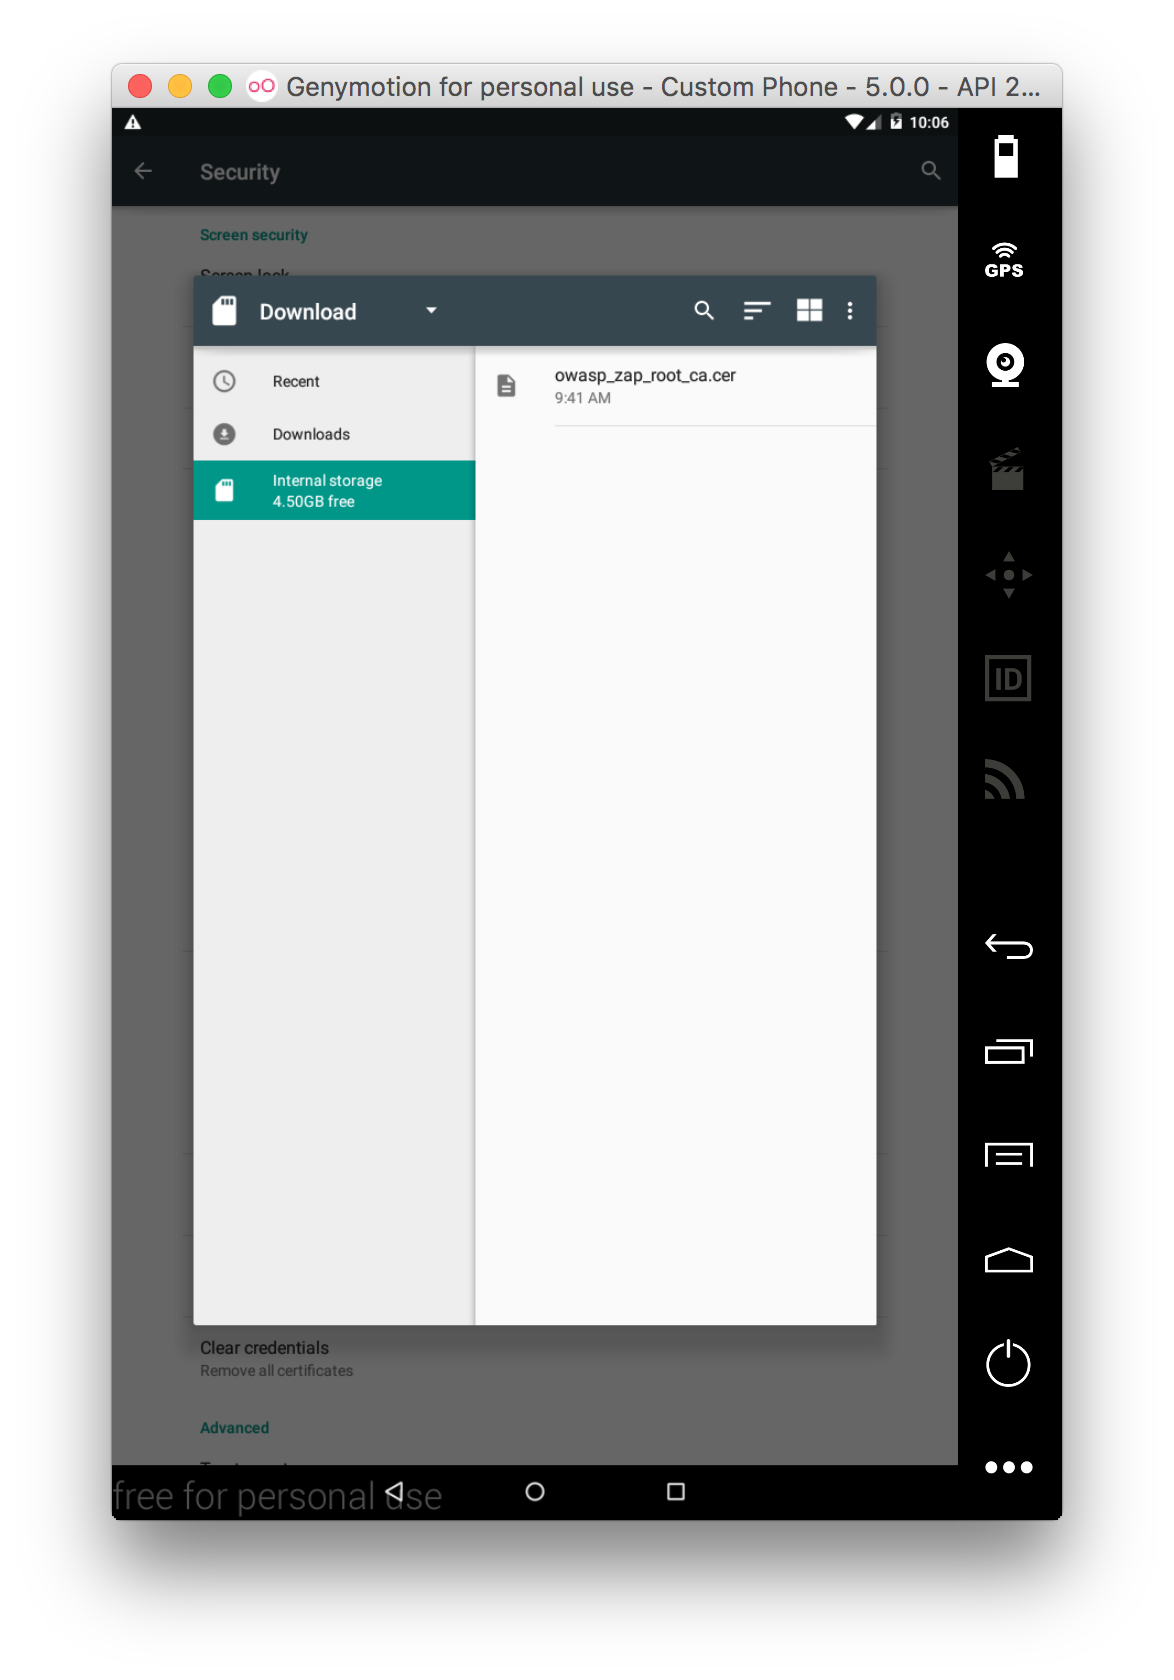 Genymotion for personal use - Custom Phone - 5.0.0 - API 2...
10:06
Security
Screen security
Screen lock
Download
Recent
owasp_zap_root_ca.cer
9:41 AM
Downloads
Internal storage
4.50GB free
Clear credentials
Remove all certificates
Advanced
free for personal use
GPS
ID